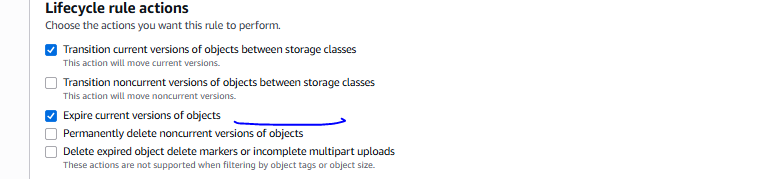 Lifecycle rule actions
Choose the actions you want this rule to perform.
Transition current versions of objects between storage classes
This action will move current versions.
Transition noncurrent versions of objects between storage classes
This action will move noncurrent versions.
Expire current versions of objects
Permanently delete noncurrent versions of objects
Delete expired object delete markers or incomplete multipart uploads
These actions are not supported when filtering by object tags or object size.